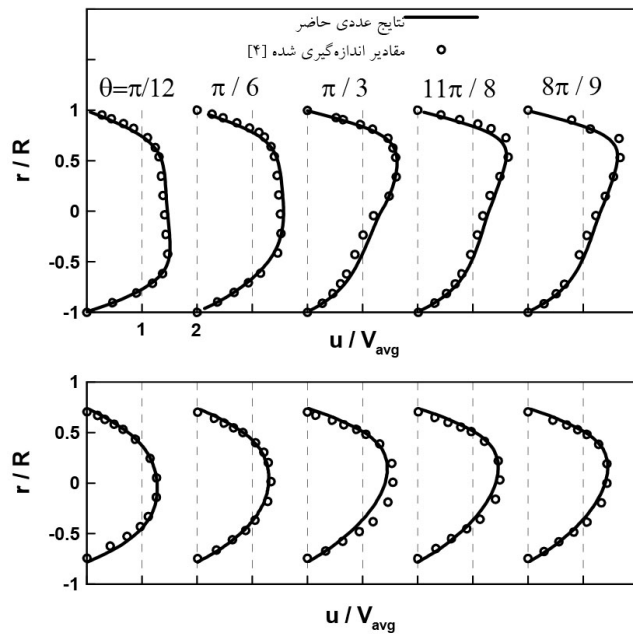 نتایج عددی حاضر
مقادیر اندازه‌گیری شده [۴]
θ=π/12 π / 6 π / 3 11π / 8 8π / 9
1
0.5
0
-0.5
-1
r / R
1 2
u / Vavg
1
0.5
0
-0.5
-1
r / R
u / Vavg